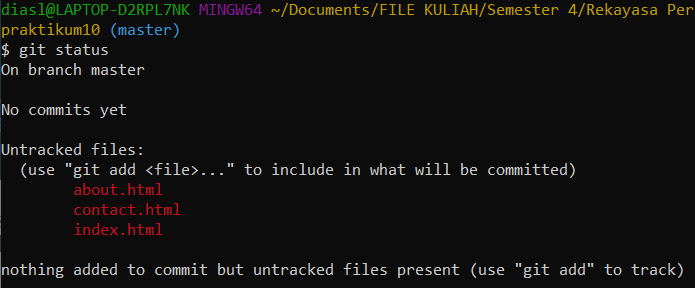 diasl@LAPTOP-D2RPL7NK MINGW64 ~/Documents/FILE KULIAH/Semester 4/Rekayasa Per
praktikum10 (master)
$ git status
On branch master
No commits yet
Untracked files:
(use "git add <file>..." to include in what will be committed)
about.html
contact.html
index.html
nothing added to commit but untracked files present (use "git add" to track)